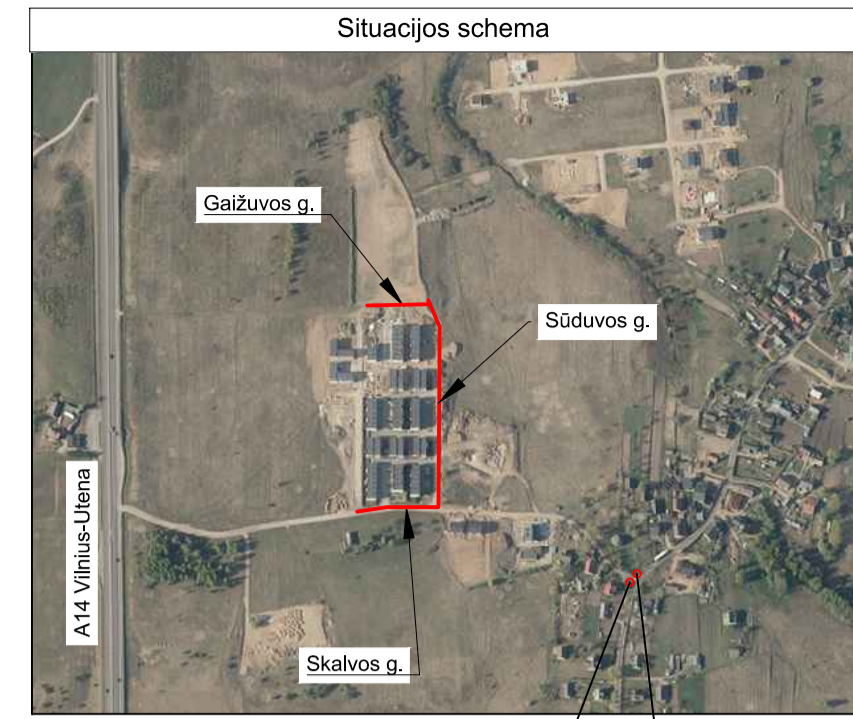 Situacijos schema
Gaižuvos g.
Sūduvos g.
A14 Vilnius-Utena
Skalvos g.